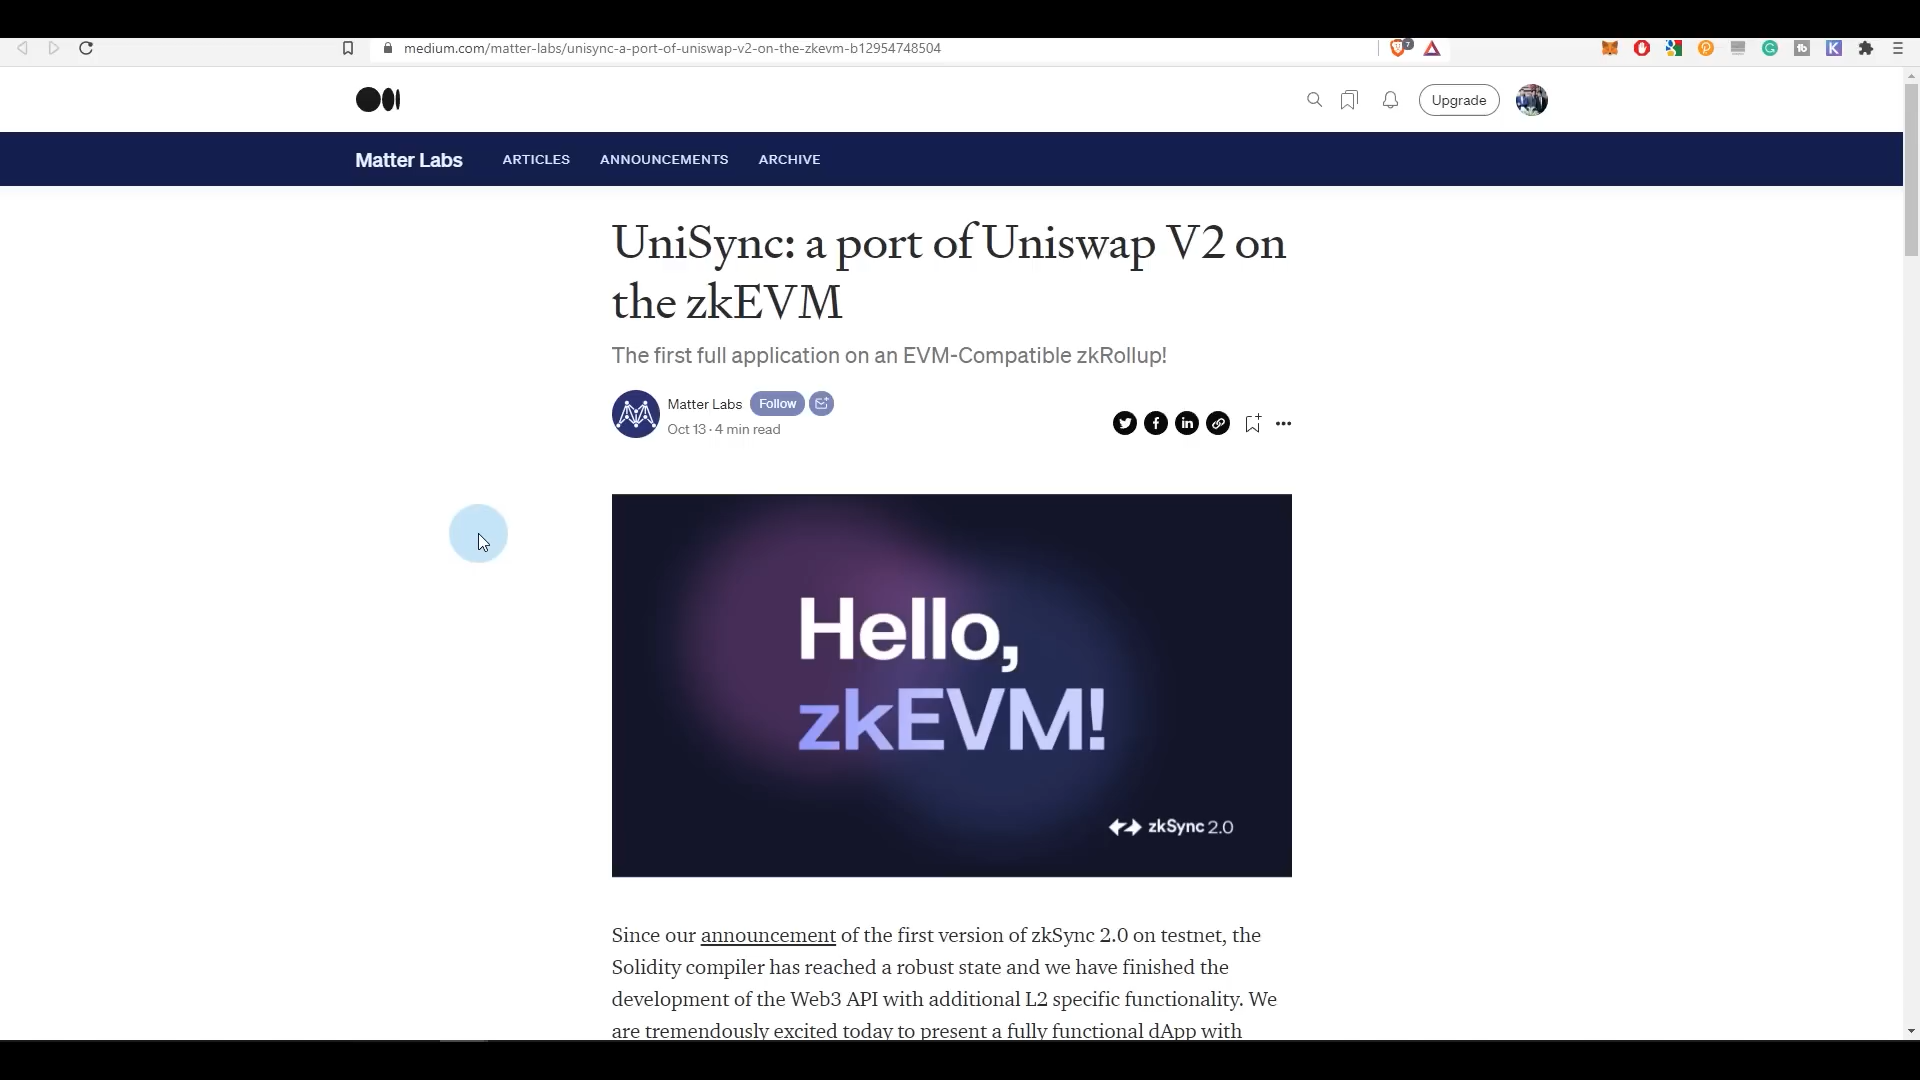 medium.com/matter-labs/unisync-a-port-of-uniswap-v2-on-the-zkevm-b12954748504
7
Upgrade
Matter Labs ARTICLES ANNOUNCEMENTS ARCHIVE
UniSync: a port of Uniswap V2 on
the zkEVM
The first full application on an EVM-Compatible zkRollup!
Matter Labs Follow
Oct 13 · 4 min read
Hello,
zkEVM!
zkSync 2.0
Since our announcement of the first version of zkSync 2.0 on testnet, the
Solidity compiler has reached a robust state and we have finished the
development of the Web3 API with additional L2 specific functionality. We
are tremendously excited today to present a fully functional dApp with